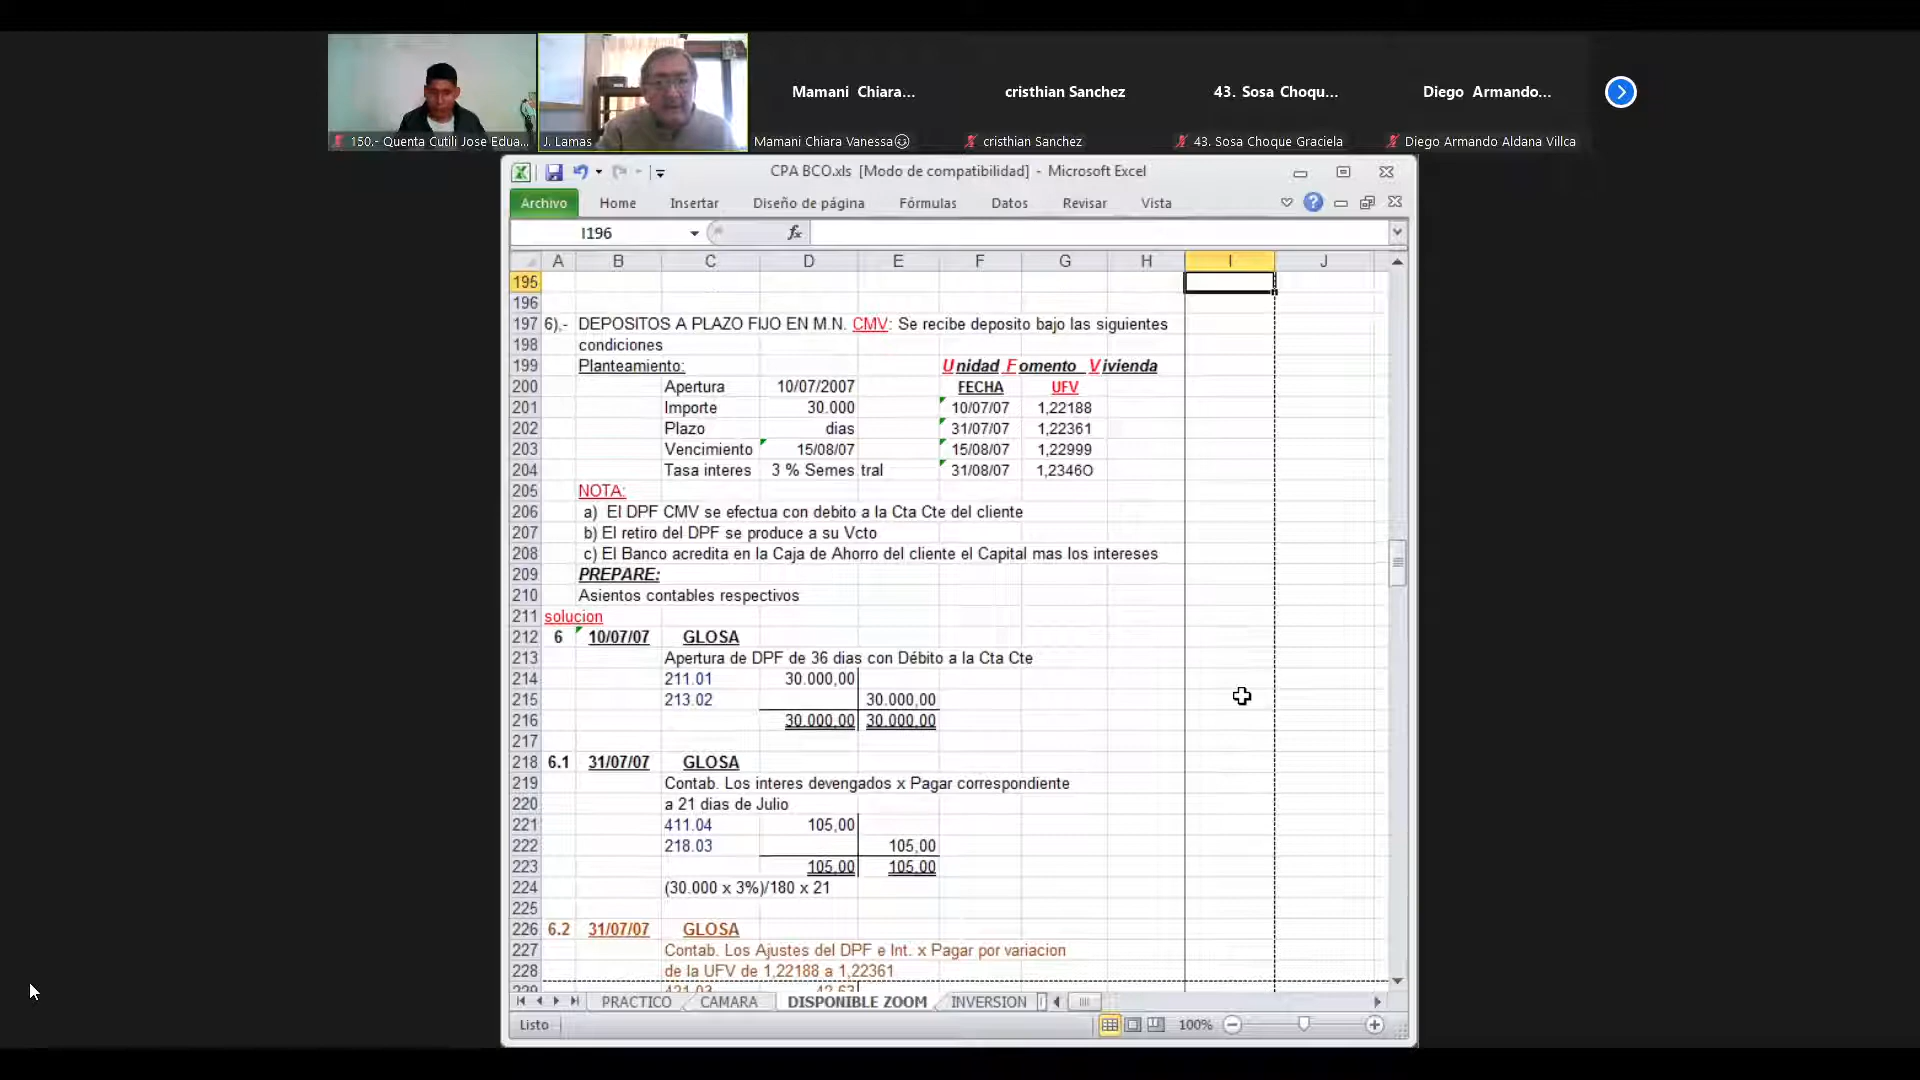 Mamani Chiara...
cristhian Sanchez
43. Sosa Choqu...
Diego Armando...
150.- Quenta Cutili Jose Edua...
J. Lamas
Mamani Chiara Vanessa☺
cristhian Sanchez
43. Sosa Choque Graciela
Diego Armando Aldana Villca
CPA BCO.xls [Modo de compatibilidad] - Microsoft Excel
Archivo Home Insertar Diseño de página Fórmulas Datos Revisar Vista
I196 fx
A B C D E F G H I J
195
196
197 6).- DEPOSITOS A PLAZO FIJO EN M.N. CMV: Se recibe deposito bajo las siguientes
198 condiciones
199 Planteamiento: Unidad Fomento Vivienda
200 Apertura 10/07/2007 FECHA UFV
201 Importe 30.000 10/07/07 1,22188
202 Plazo dias 31/07/07 1,22361
203 Vencimiento 15/08/07 15/08/07 1,22999
204 Tasa interes 3 % Semes tral 31/08/07 1,2346O
205 NOTA:
206 a) El DPF CMV se efectua con debito a la Cta Cte del cliente
207 b) El retiro del DPF se produce a su Vcto
208 c) El Banco acredita en la Caja de Ahorro del cliente el Capital mas los intereses
209 PREPARE:
210 Asientos contables respectivos
211 solucion
212 6 10/07/07 GLOSA
213 Apertura de DPF de 36 dias con Débito a la Cta Cte
214 211.01 30.000,00
215 213.02 30.000,00
216 30.000,00 30.000,00
217
218 6.1 31/07/07 GLOSA
219 Contab. Los interes devengados x Pagar correspondiente
220 a 21 dias de Julio
221 411.04 105,00
222 218.03 105,00
223 105,00 105,00
224 (30.000 x 3%)/180 x 21
225
226 6.2 31/07/07 GLOSA
227 Contab. Los Ajustes del DPF e Int. x Pagar por variacion
228 de la UFV de 1,22188 a 1,22361
229 421.03 42,63
PRACTICO CAMARA DISPONIBLE ZOOM INVERSION
Listo 100%